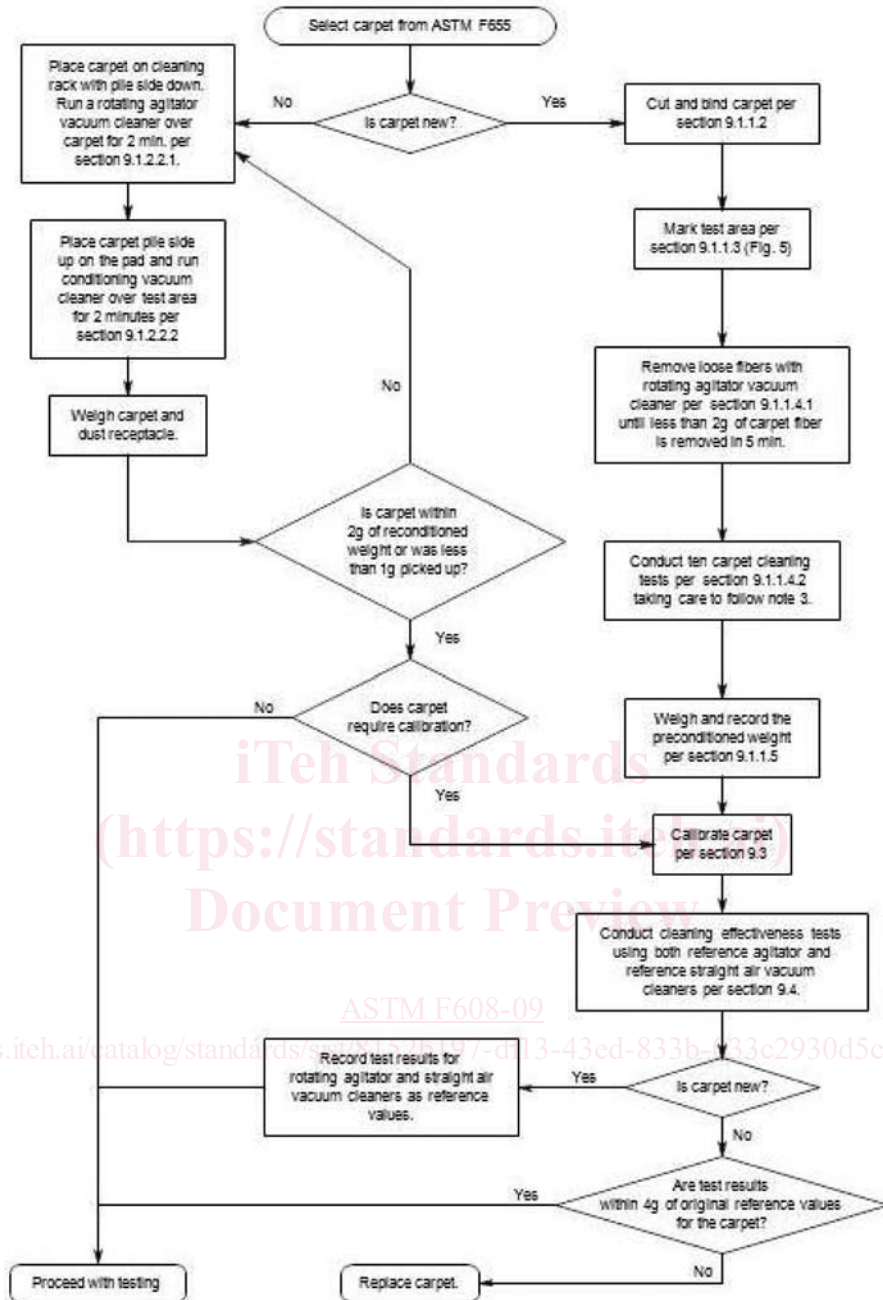 Select carpet from ASTM F655
Place carpet on cleaning
rack with pile side down.
Run a rotating agitator
vacuum cleaner over
carpet for 2 min. per
section 9.1.2.2.1.
No
Is carpet new?
Yes
Cut and bind carpet per
section 9.1.1.2
Place carpet pile side
up on the pad and run
conditioning vacuum
cleaner over test area
for 2 minutes per
section 9.1.2.2.2
Mark test area per
section 9.1.1.3 (Fig. 5)
Weigh carpet and
dust receptacle.
No
Remove loose fibers with
rotating agitator vacuum
cleaner per section 9.1.1.4.1
until less than 2g of carpet fiber
is removed in 5 min.
Is carpet within
2g of reconditioned
weight or was less
than 1g picked up?
Conduct ten carpet cleaning
tests per section 9.1.1.4.2
taking care to follow note 3.
Yes
No
Does carpet
require calibration?
Weigh and record the
preconditioned weight
per section 9.1.1.5
iTeh Standards
Yes
(https://standards.iteh.ai)
Calibrate carpet
per section 9.3
Document Preview
Conduct cleaning effectiveness tests
using both reference agitator and
reference straight air vacuum
cleaners per section 9.4.
ASTM F608-09
s.iteh.ai/catalog/standards/
-43ed-833b-
Record test results for
rotating agitator and straight air
vacuum cleaners as reference
values.
Yes
Is carpet new?
No
Yes
Are test results
within 4g of original reference values
for the carpet?
No
Proceed with testing
Replace carpet.